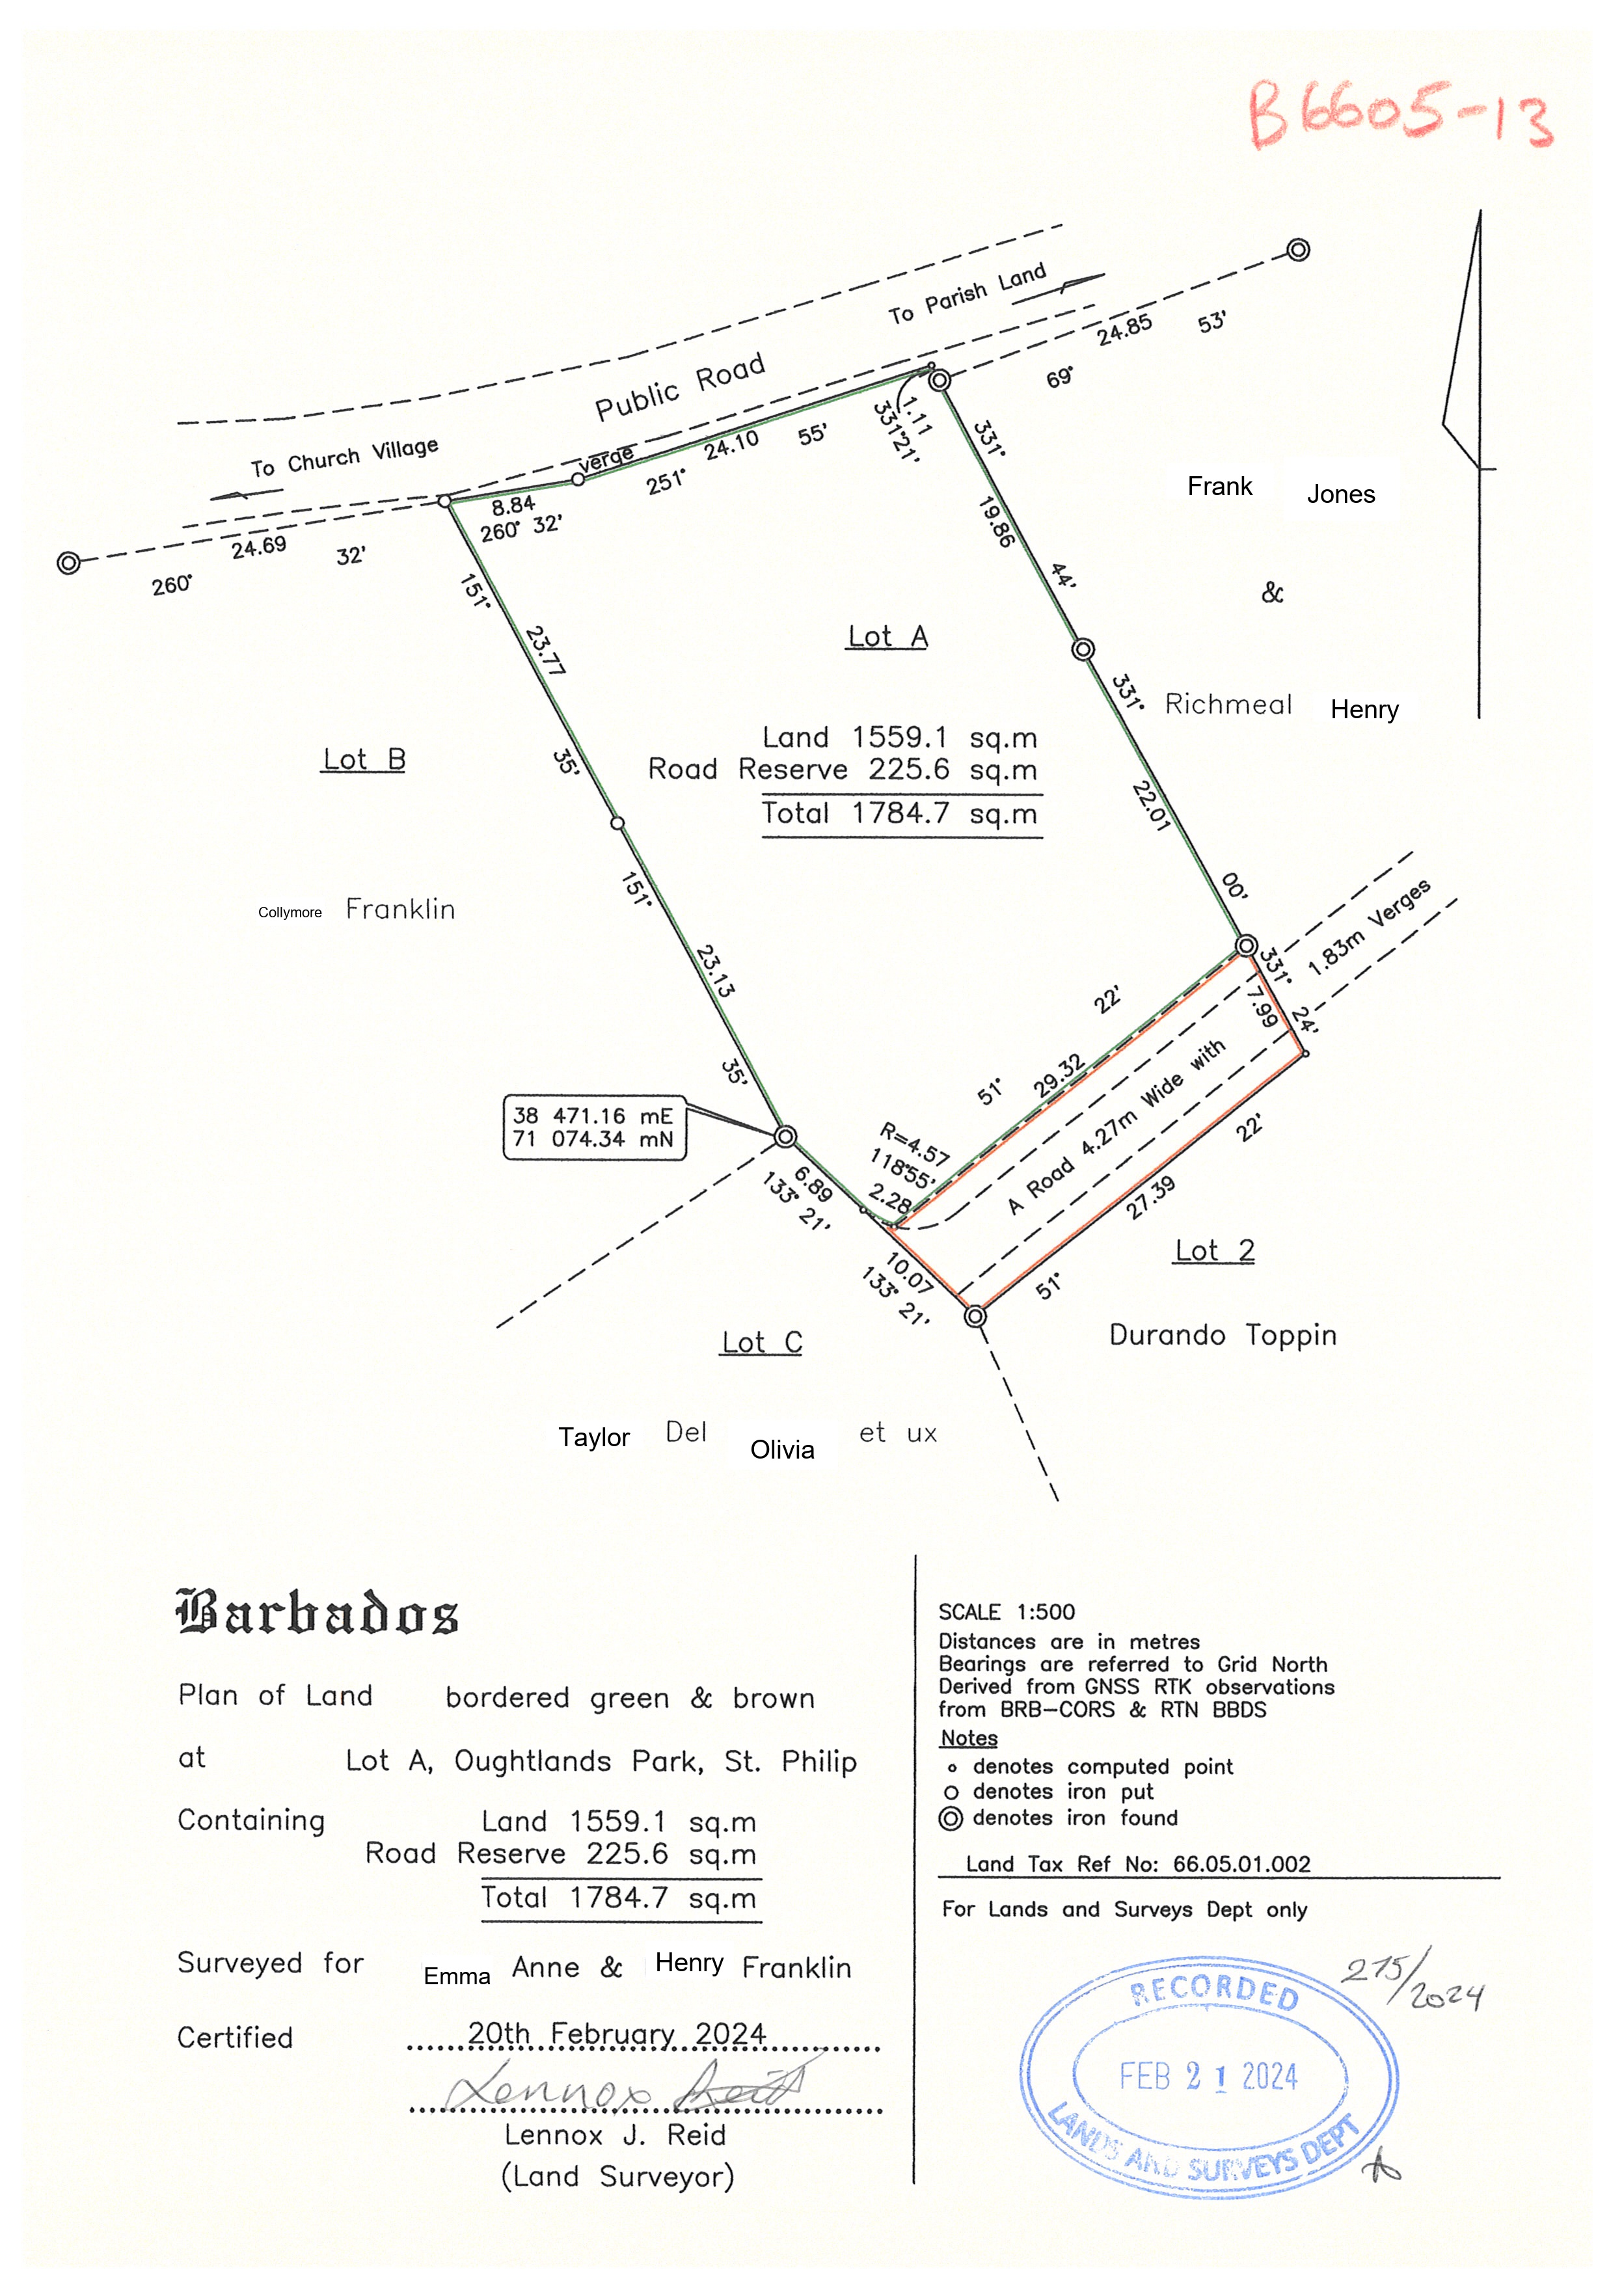 B6605-13
To Parish Land
24.85 53'
69°
Public Road
To Church Village
verge
24.10 55'
251°
1.11
331°21'
331°
19.86
44'
8.84
260° 32'
24.69 32'
260°
Frank Jones
&
Richmeal Henry
151°
23.77
35'
Lot A
Land 1559.1 sq.m
Road Reserve 225.6 sq.m
Total 1784.7 sq.m
331°
22.01
00'
Lot B
Collymore Franklin
151°
23.13
35'
1.83m Verges
331°
7.99
24'
22'
29.32
51°
A Road 4.27m Wide with
38 471.16 mE
71 074.34 mN
R=4.57
118°55'
2.28
6.89
133° 21'
22'
27.39
51°
10.07
133° 21'
Lot 2
Durando Toppin
Lot C
Taylor Del Olivia et ux
Barbados
Plan of Land bordered green & brown
at Lot A, Oughtlands Park, St. Philip
Containing Land 1559.1 sq.m
Road Reserve 225.6 sq.m
Total 1784.7 sq.m
Surveyed for Emma Anne & Henry Franklin
Certified 20th February 2024
Lennox Reid
Lennox J. Reid
(Land Surveyor)
SCALE 1:500
Distances are in metres
Bearings are referred to Grid North
Derived from GNSS RTK observations
from BRB-CORS & RTN BBDS
Notes
denotes computed point
denotes iron put
denotes iron found
Land Tax Ref No: 66.05.01.002
For Lands and Surveys Dept only
275/2024
RECORDED
FEB 21 2024
LANDS AND SURVEYS DEPT